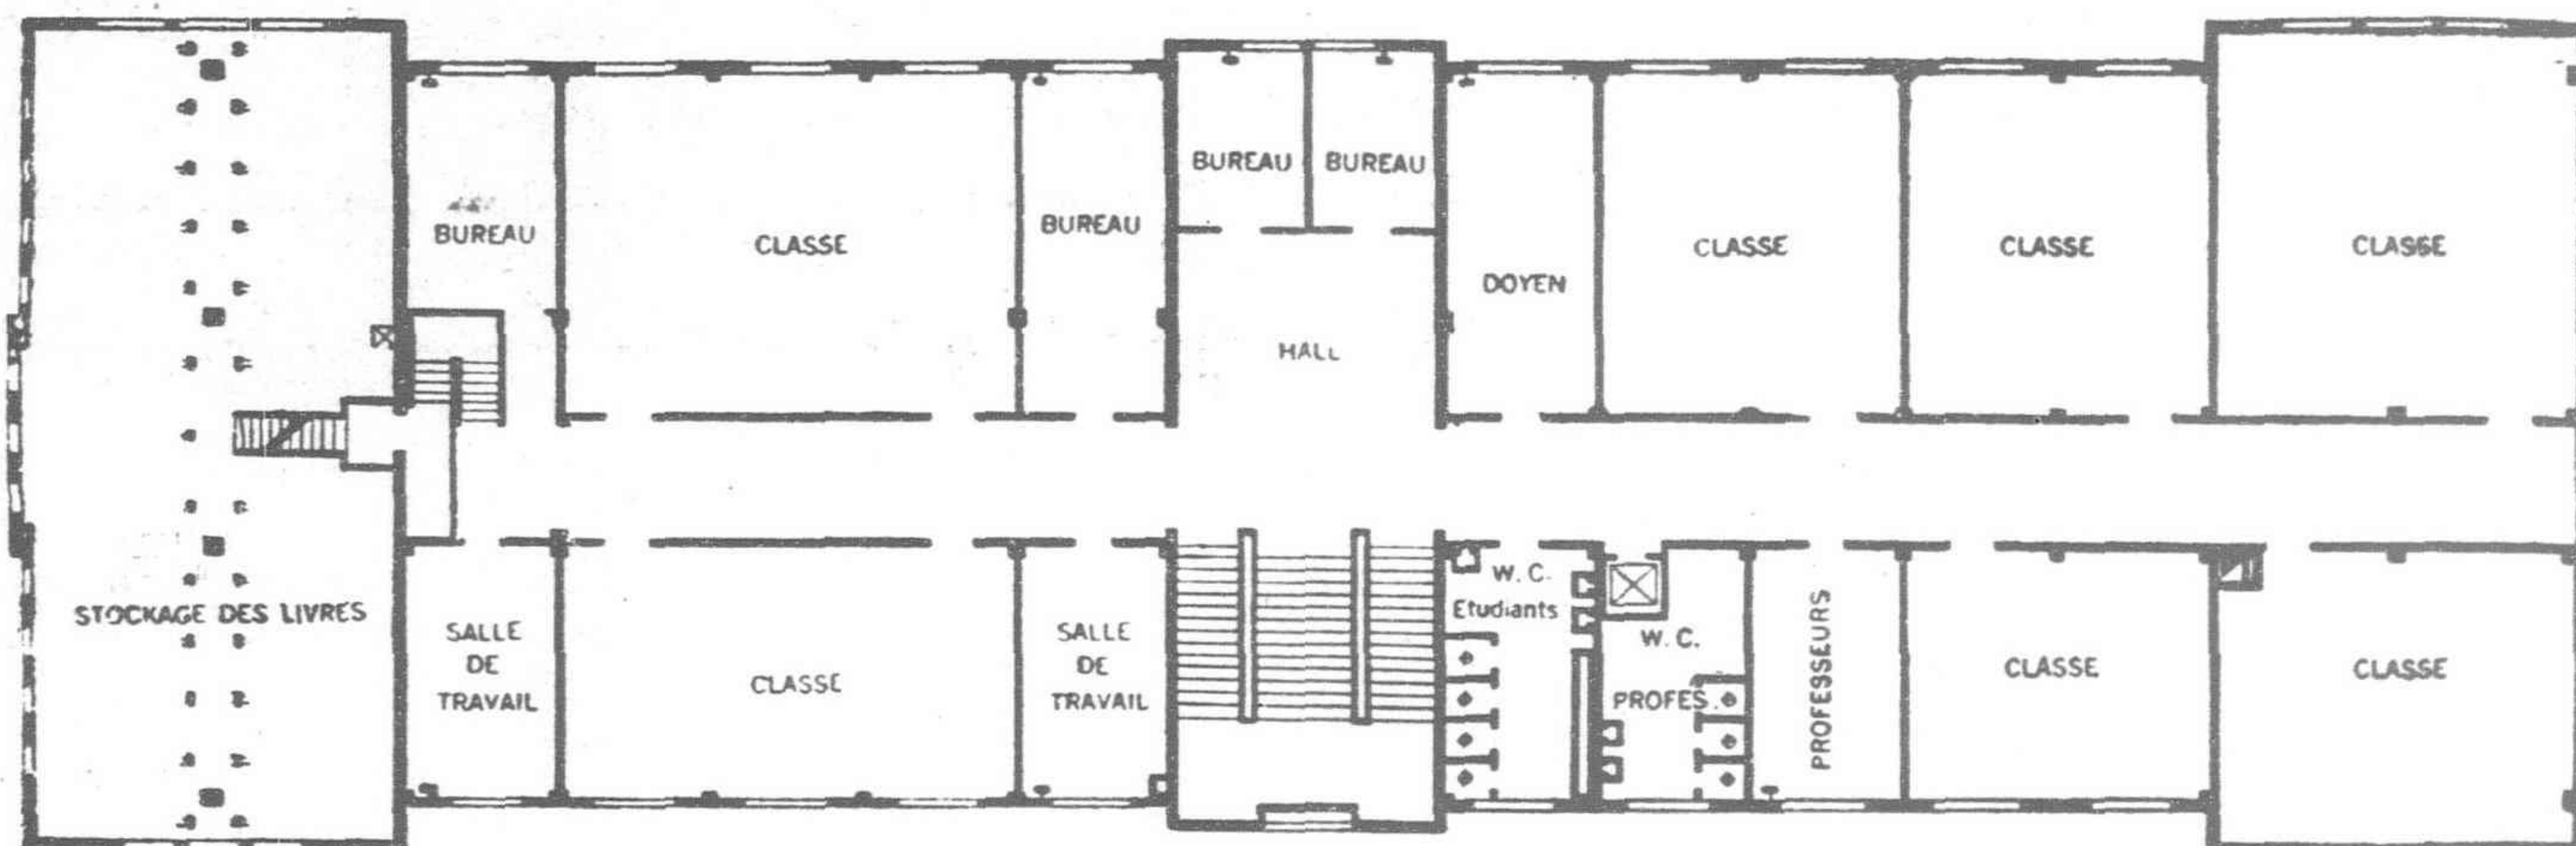 BUREAU
CLASSE
BUREAU
BUREAU
BUREAU
HALL
DOYEN
CLASSE
CLASSE
CLASSE
STOCKAGE DES LIVRES
SALLE
DE
TRAVAIL
CLASSE
SALLE
DE
TRAVAIL
W. C.
Etudiants
W. C.
PROFES.
PROFESSEURS
CLASSE
CLASSE